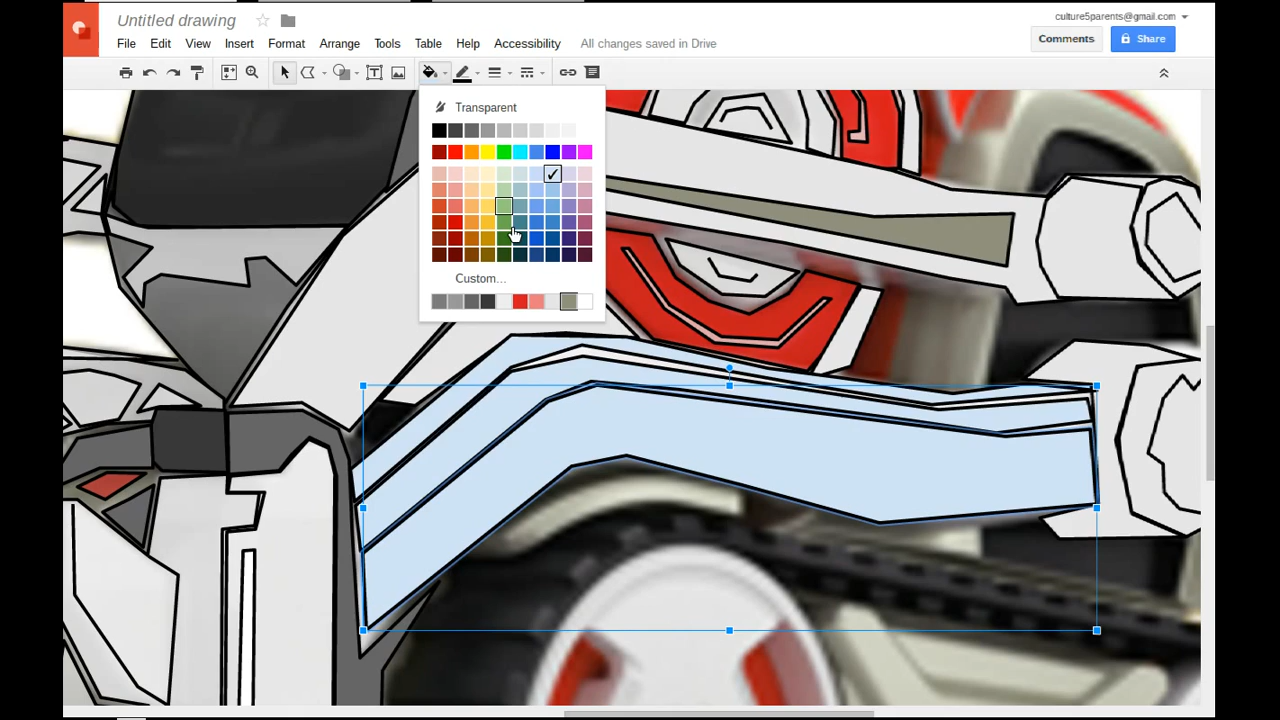 Untitled drawing
culture5parents@gmail.com
File Edit View Insert Format Arrange Tools Table Help Accessibility All changes saved in Drive
Comments Share
Transparent
Custom...